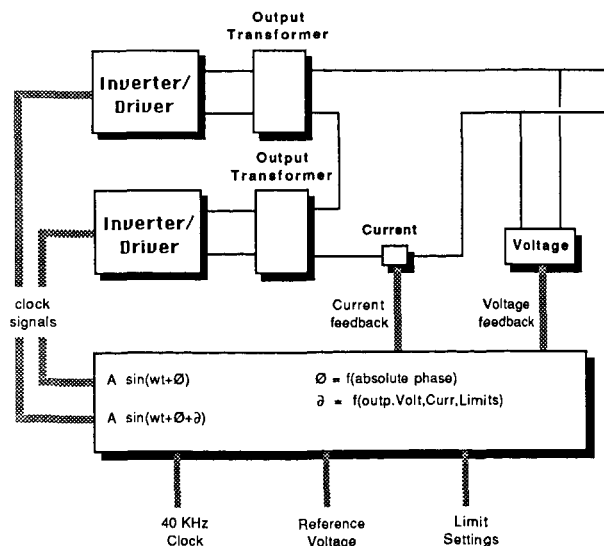 Output
Transformer
Inverter/
Driver
Output
Transformer
Inverter/
Driver
Current
Voltage
clock
signals
Current
feedback
Voltage
feedback
A sin(wt+Ø)
Ø = f(absolute phase)
A sin(wt+Ø+∂)
∂ = f(outp.Volt,Curr,Limits)
40 KHz
Clock
Reference
Voltage
Limit
Settings